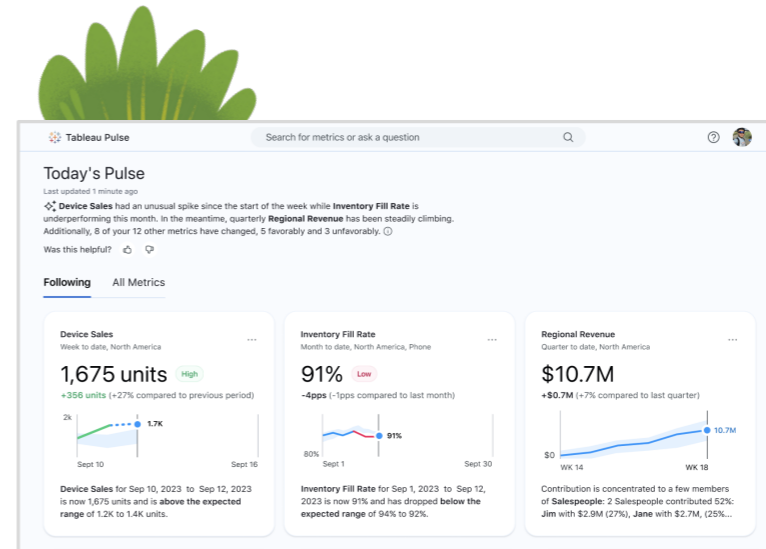 Tableau Pulse
Search for metrics or ask a question
Today's Pulse
Last updated 1 minute ago
Device Sales had an unusual spike since the start of the week while Inventory Fill Rate is
underperforming this month. In the meantime, quarterly Regional Revenue has been steadily climbing.
Additionally, 8 of your 12 other metrics have changed, 5 favorably and 3 unfavorably.
Was this helpful?
Following All Metrics
Device Sales
Week to date, North America
1,675 units High
+356 units (+27% compared to previous period)
2k
1.7K
Sept 10 Sept 16
Device Sales for Sep 10, 2023 to Sep 12, 2023
is now 1,675 units and is above the expected
range of 1.2K to 1.4K units.
Inventory Fill Rate
Month to date, North America, Phone
91% Low
-4pps (-1pps compared to last month)
91%
80%
Sept 1 Sept 30
Inventory Fill Rate for Sep 1, 2023 to Sep 12,
2023 is now 91% and has dropped below the
expected range of 94% to 92%.
Regional Revenue
Quarter to date, North America
$10.7M
+$0.7M (+7% compared to last quarter)
10.7M
$0
WK 14 WK 18
Contribution is concentrated to a few members
of Salespeople: 2 Salespeople contributed 52%:
Jim with $2.9M (27%), Jane with $2.7M, (25%...